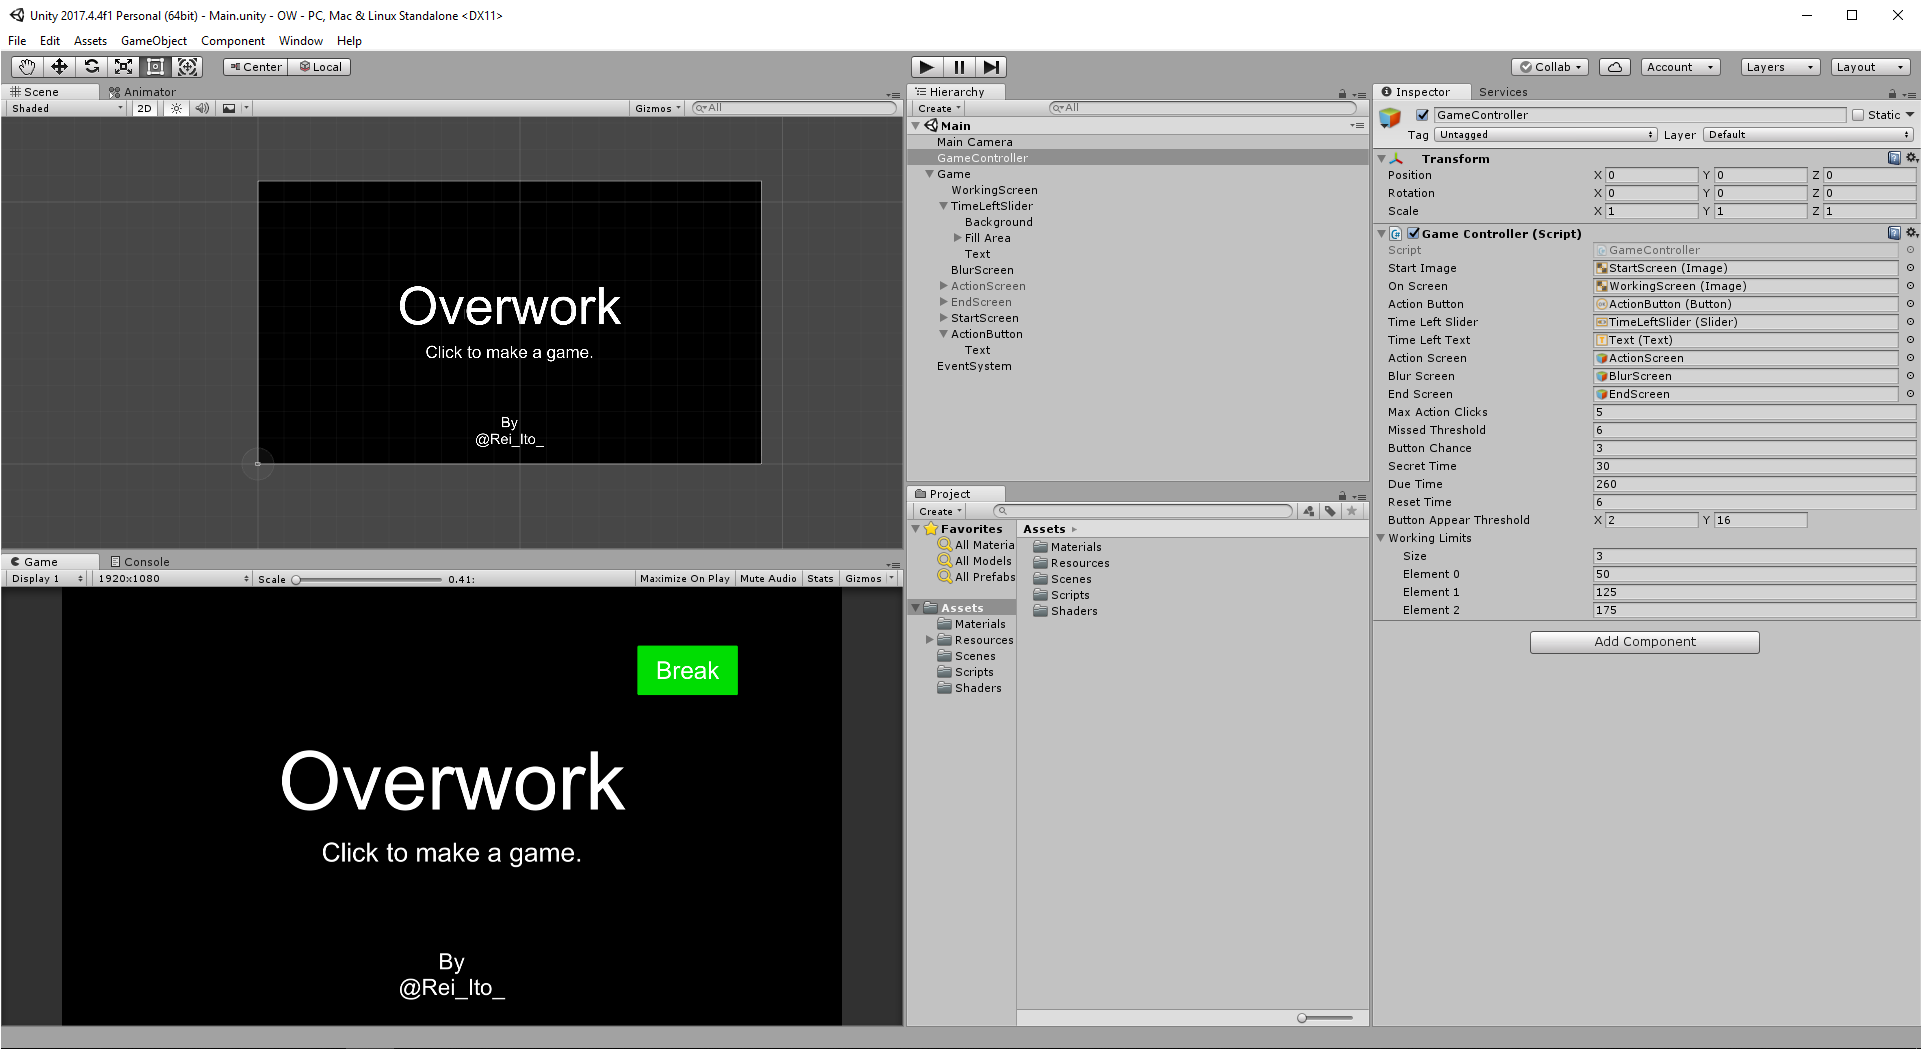 Unity 2017.4.4f1 Personal (64bit) - Main.unity - OW - PC, Mac & Linux Standalone <DX11>
File Edit Assets GameObject Component Window Help
Center Local
Collab Account Layers Layout
Scene Animator
Shaded 2D Gizmos All
Overwork
Click to make a game.
By
@Rei_Ito_
Game Console
Display 1 1920x1080 Scale 0.41: Maximize On Play Mute Audio Stats Gizmos
Break
Overwork
Click to make a game.
By
@Rei_Ito_
Hierarchy
Create All
Main
Main Camera
GameController
Game
WorkingScreen
TimeLeftSlider
Background
Fill Area
Text
BlurScreen
ActionScreen
EndScreen
StartScreen
ActionButton
Text
EventSystem
Project
Create
Favorites
All Materia
All Models
All Prefabs
Assets
Materials
Resources
Scenes
Scripts
Shaders
Assets
Materials
Resources
Scenes
Scripts
Shaders
Inspector Services
GameController Static
Tag Untagged Layer Default
Transform
Position X 0 Y 0 Z 0
Rotation X 0 Y 0 Z 0
Scale X 1 Y 1 Z 1
Game Controller (Script)
Script GameController
Start Image StartScreen (Image)
On Screen WorkingScreen (Image)
Action Button ActionButton (Button)
Time Left Slider TimeLeftSlider (Slider)
Time Left Text Text (Text)
Action Screen ActionScreen
Blur Screen BlurScreen
End Screen EndScreen
Max Action Clicks 5
Missed Threshold 6
Button Chance 3
Secret Time 30
Due Time 260
Reset Time 6
Button Appear Threshold X 2 Y 16
Working Limits
Size 3
Element 0 50
Element 1 125
Element 2 175
Add Component